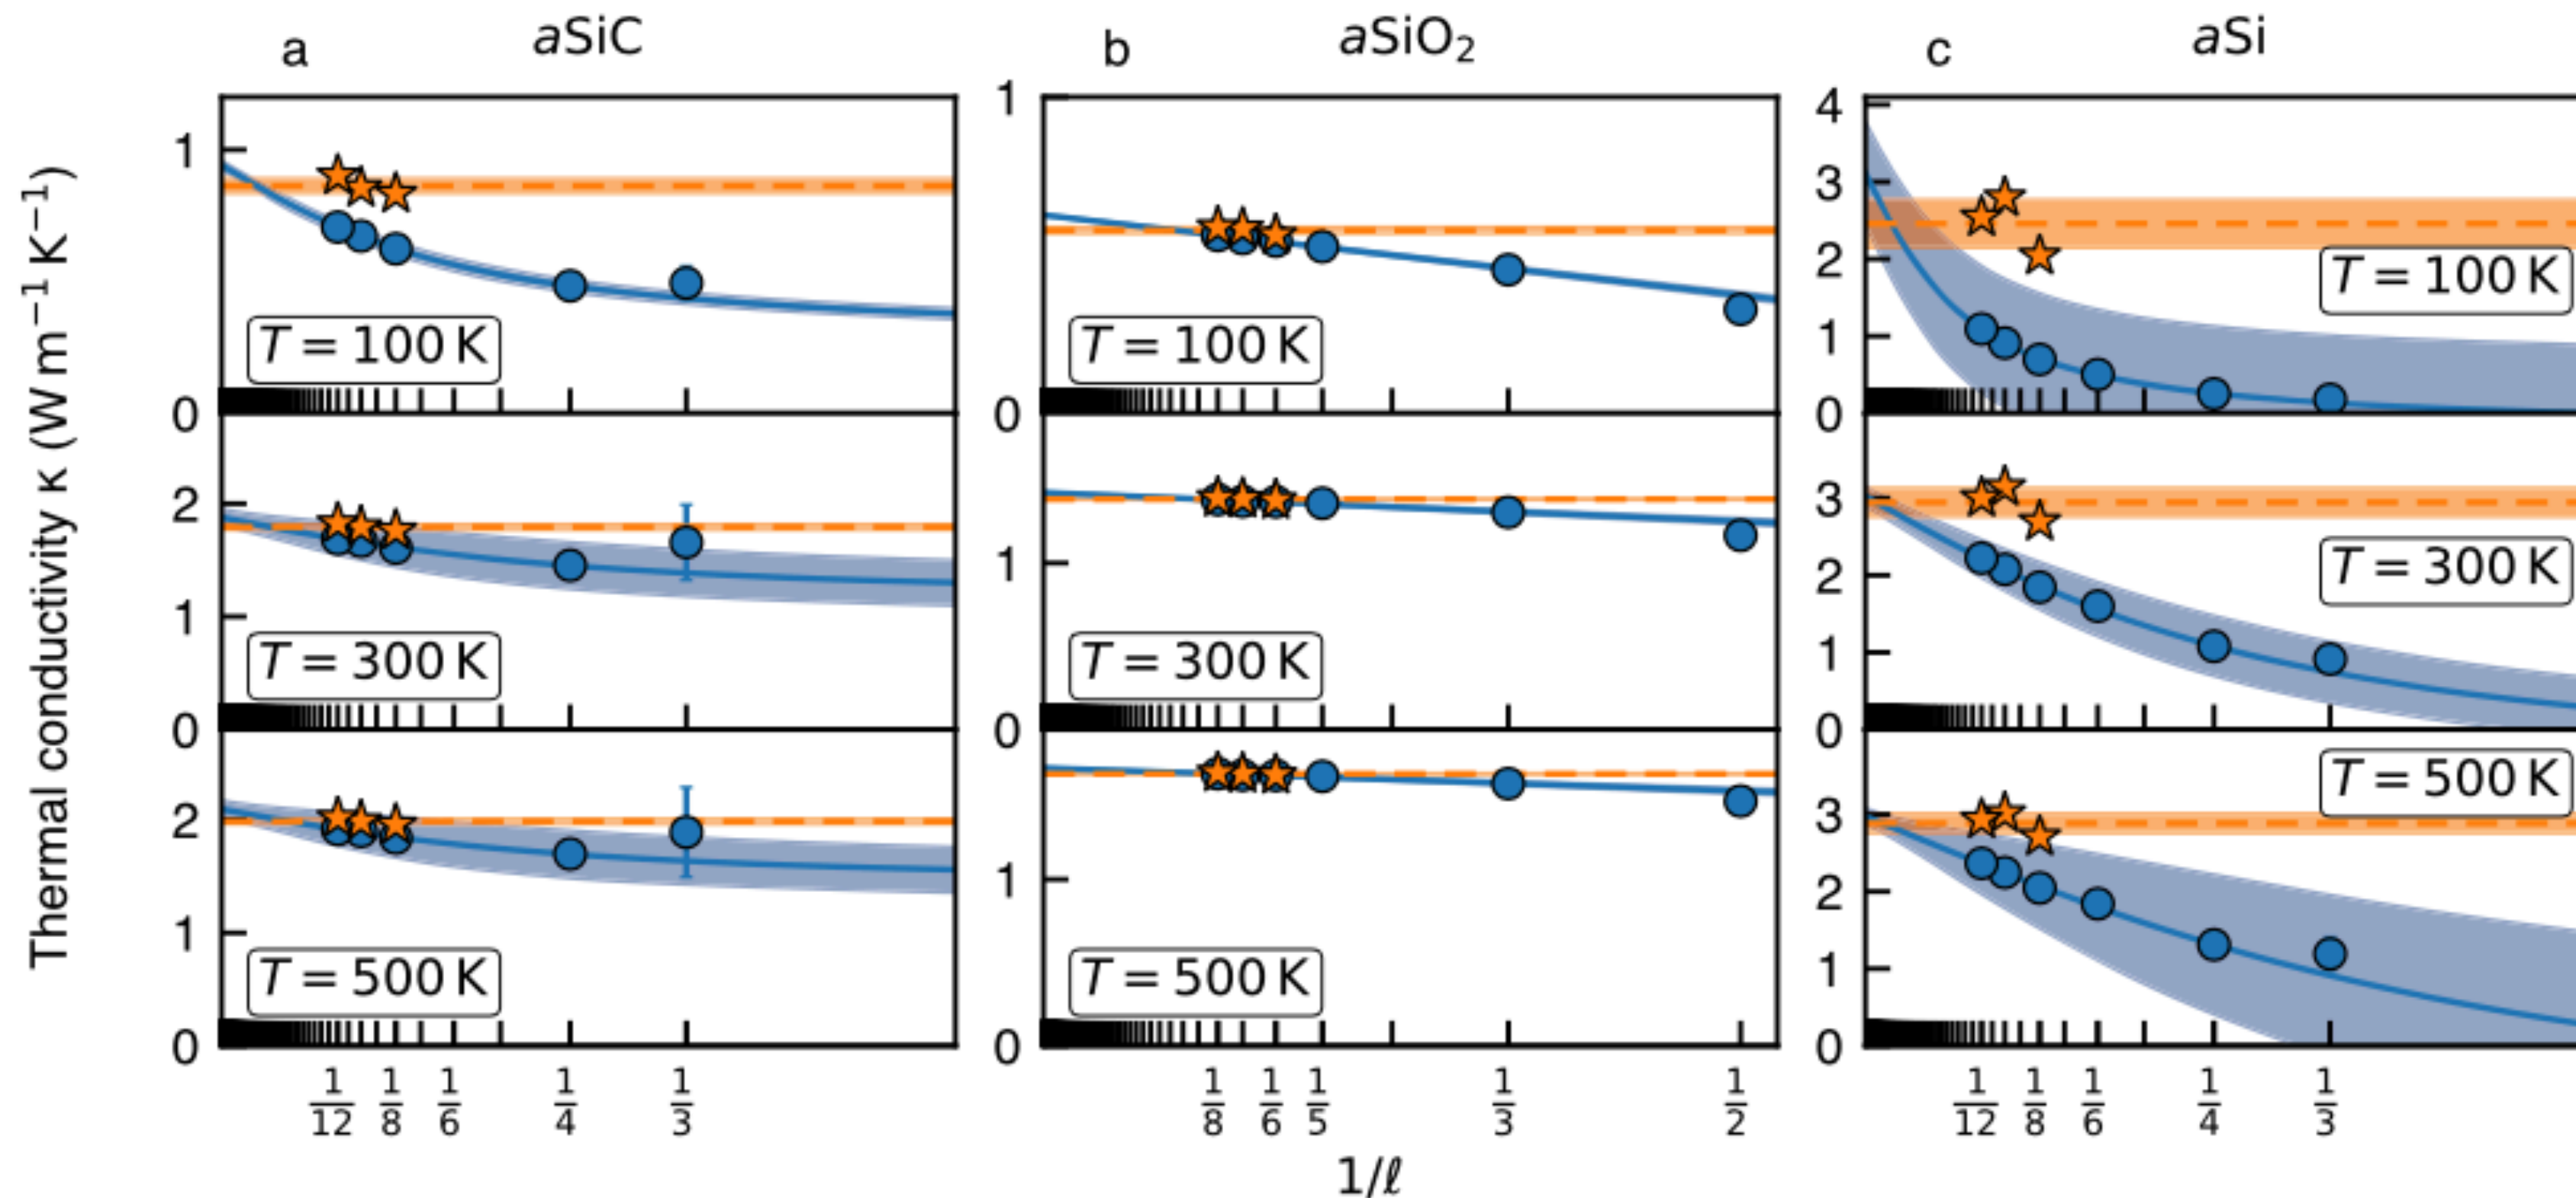 a aSiC b aSiO₂ c aSi
Thermal conductivity κ (W m⁻¹ K⁻¹)
1
0
T = 100 K
2
1
0
T = 300 K
2
1
0
T = 500 K
1/12 1/8 1/6 1/4 1/3
1
0
T = 100 K
1
0
T = 300 K
1
0
T = 500 K
1/8 1/6 1/5 1/3 1/2
4
3
2
1
0
T = 100 K
3
2
1
0
T = 300 K
3
2
1
0
T = 500 K
1/12 1/8 1/6 1/4 1/3
1/ℓ